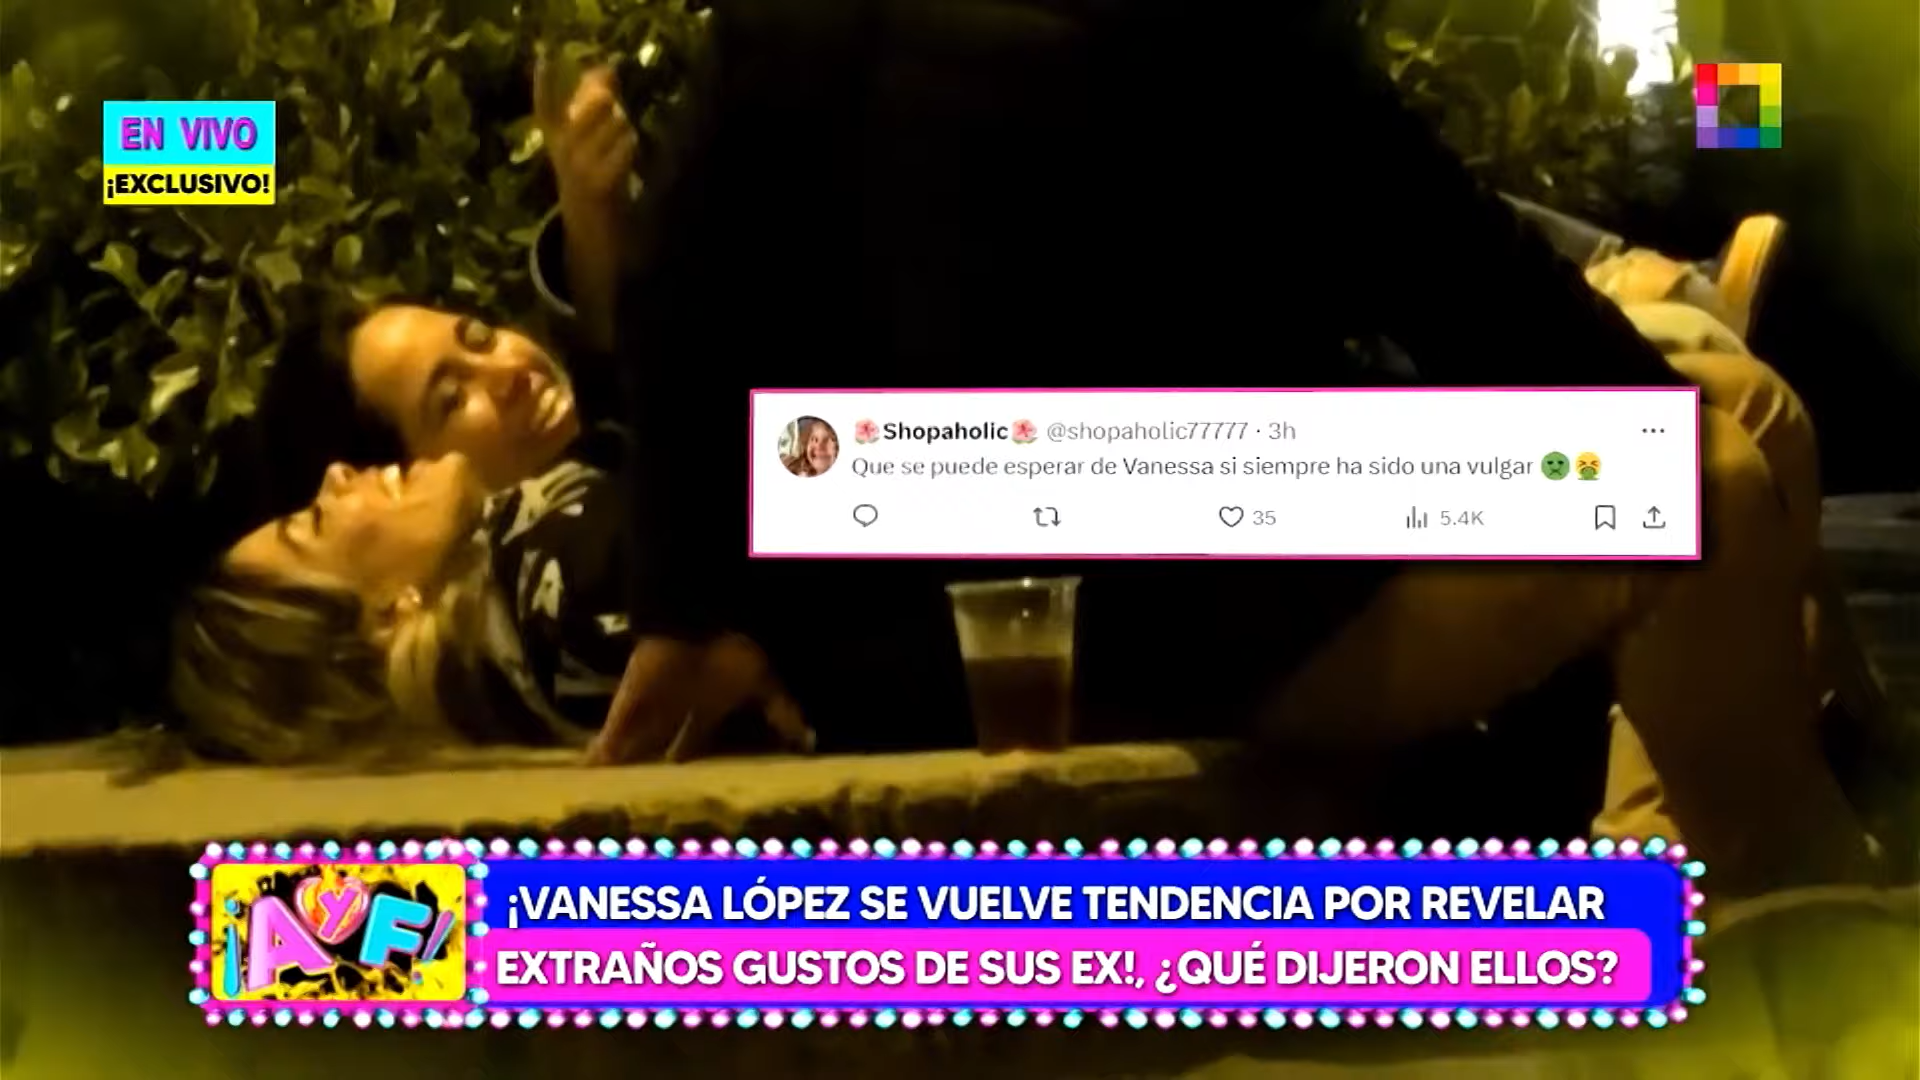 EN VIVO
¡EXCLUSIVO!
🌺Shopaholic🌺 @shopaholic77777 · 3h
Que se puede esperar de Vanessa si siempre ha sido una vulgar 🤢🤮
35
5.4K
¡AYF!
¡VANESSA LÓPEZ SE VUELVE TENDENCIA POR REVELAR
EXTRAÑOS GUSTOS DE SUS EX!, ¿QUÉ DIJERON ELLOS?